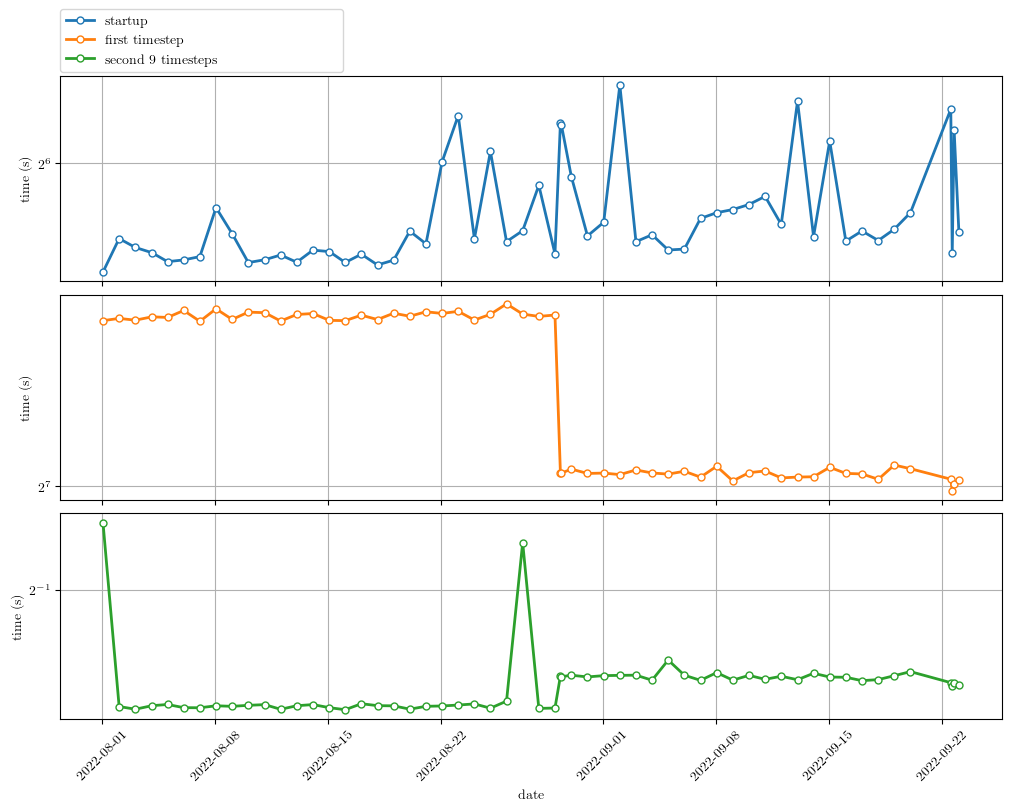 startup
first timestep
second 9 timesteps
time (s)
2^6
time (s)
2^7
time (s)
2^-1
2022-08-01
2022-08-08
2022-08-15
2022-08-22
2022-09-01
2022-09-08
2022-09-15
2022-09-22
date